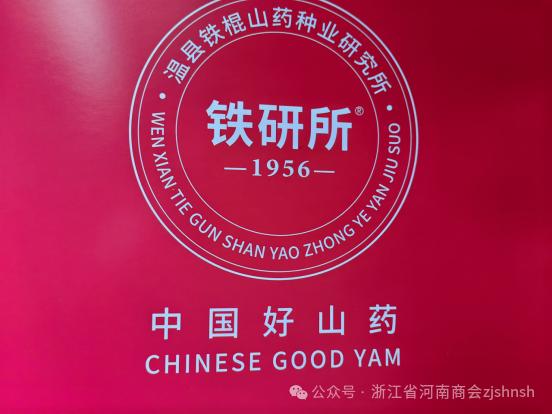 温县铁棍山药种业研究所
铁研所®
—1956—
WEN XIAN TIE GUN SHAN YAO ZHONG YE YAN JIU SUO
中国好山药
CHINESE GOOD YAM
公众号·浙江省河南商会zjshnsh